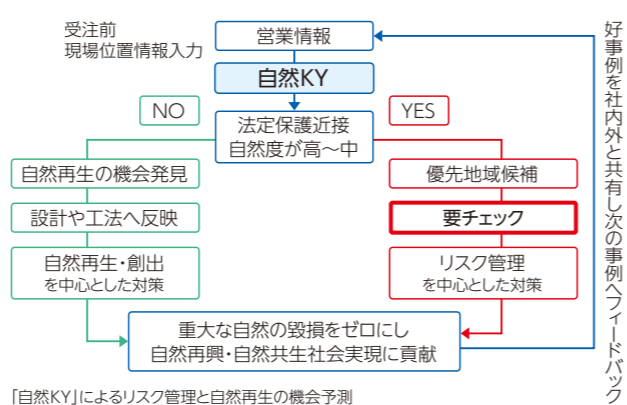 受注前
現場位置情報入力
営業情報
自然KY
NO
YES
法定保護近接
自然度が高~中
自然再生の機会発見
優先地域候補
設計や工法へ反映
要チェック
自然再生・創出
を中心とした対策
リスク管理
を中心とした対策
重大な自然の毀損をゼロにし
自然再興・自然共生社会実現に貢献
好事例を社内外と共有し次の事例へフィードバック
「自然KY」によるリスク管理と自然再生の機会予測